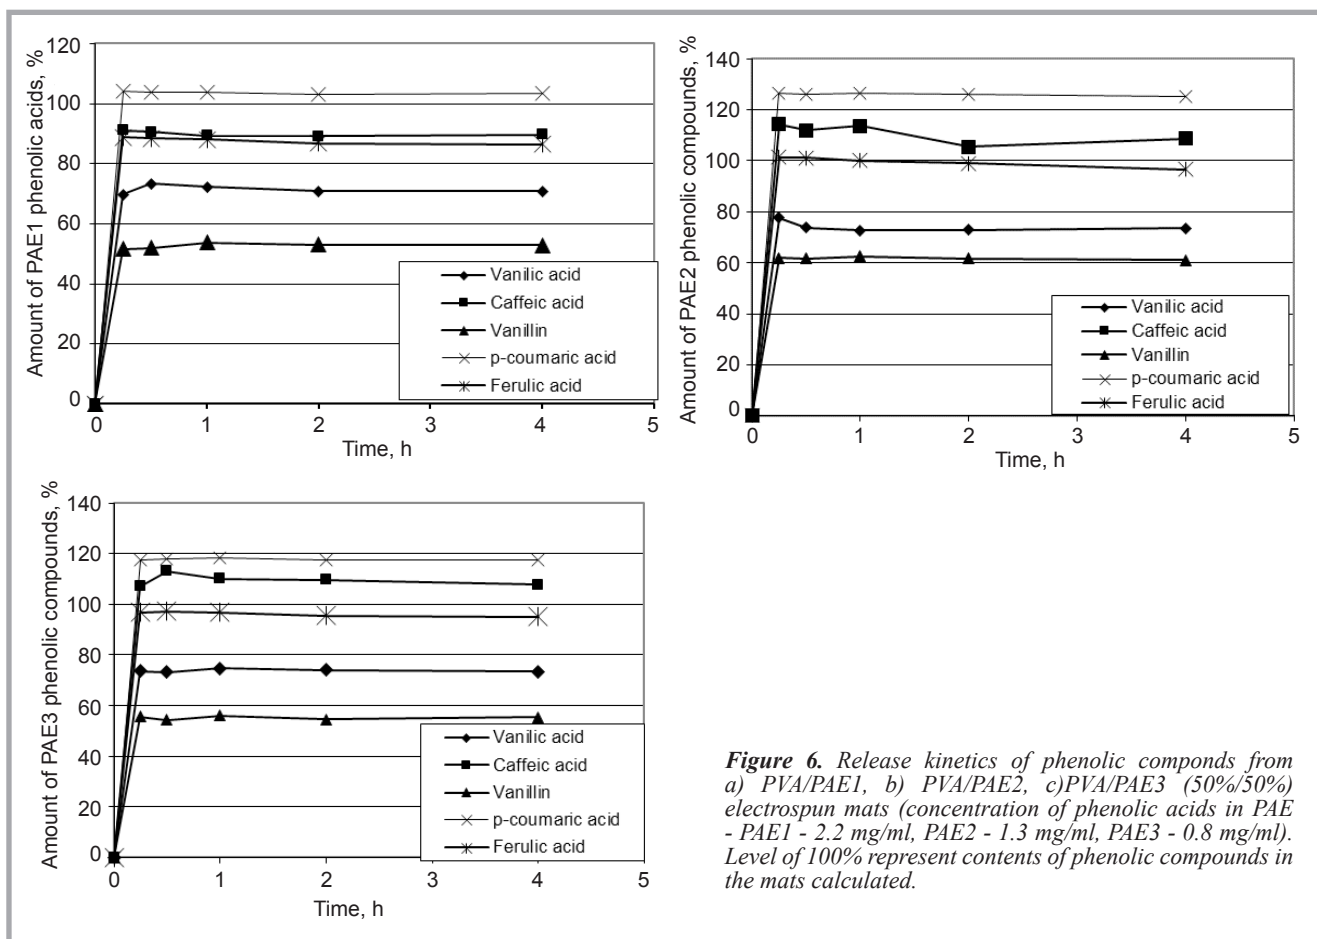 Amount of PAE1 phenolic acids, %
120
100
80
60
40
20
0
0 1 2 3 4 5
Time, h
Vanilic acid
Caffeic acid
Vanillin
p-coumaric acid
Ferulic acid
Amount of PAE2 phenolic compounds, %
140
120
100
80
60
40
20
0
0 1 2 3 4 5
Time, h
Vanilic acid
Caffeic acid
Vanillin
p-coumaric acid
Ferulic acid
Amount of PAE3 phenolic compounds, %
140
120
100
80
60
40
20
0
0 1 2 3 4 5
Time, h
Vanilic acid
Caffeic acid
Vanillin
p-coumaric acid
Ferulic acid
Figure 6. Release kinetics of phenolic componds from
a) PVA/PAE1, b) PVA/PAE2, c)PVA/PAE3 (50%/50%)
electrospun mats (concentration of phenolic acids in PAE
- PAE1 - 2.2 mg/ml, PAE2 - 1.3 mg/ml, PAE3 - 0.8 mg/ml).
Level of 100% represent contents of phenolic compounds in
the mats calculated.